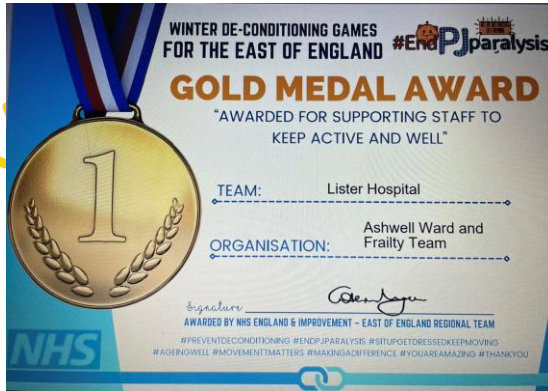 WINTER DE-CONDITIONING GAMES
FOR THE EAST OF ENGLAND
#EndPJparalysis
GOLD MEDAL AWARD
"AWARDED FOR SUPPORTING STAFF TO
KEEP ACTIVE AND WELL"
1
TEAM: Lister Hospital
ORGANISATION: Ashwell Ward and
Frailty Team
Signature
AWARDED BY NHS ENGLAND & IMPROVEMENT - EAST OF ENGLAND REGIONAL TEAM
#PREVENTDECONDITIONING #ENDPJPARALYSIS #SITUPGETDRESSEDKEEPMOVING
#AGEINGWELL #MOVEMENTTMATTERS #MAKINGADIFFERENCE #YOUAREAMAZING #THANKYOU
NHS